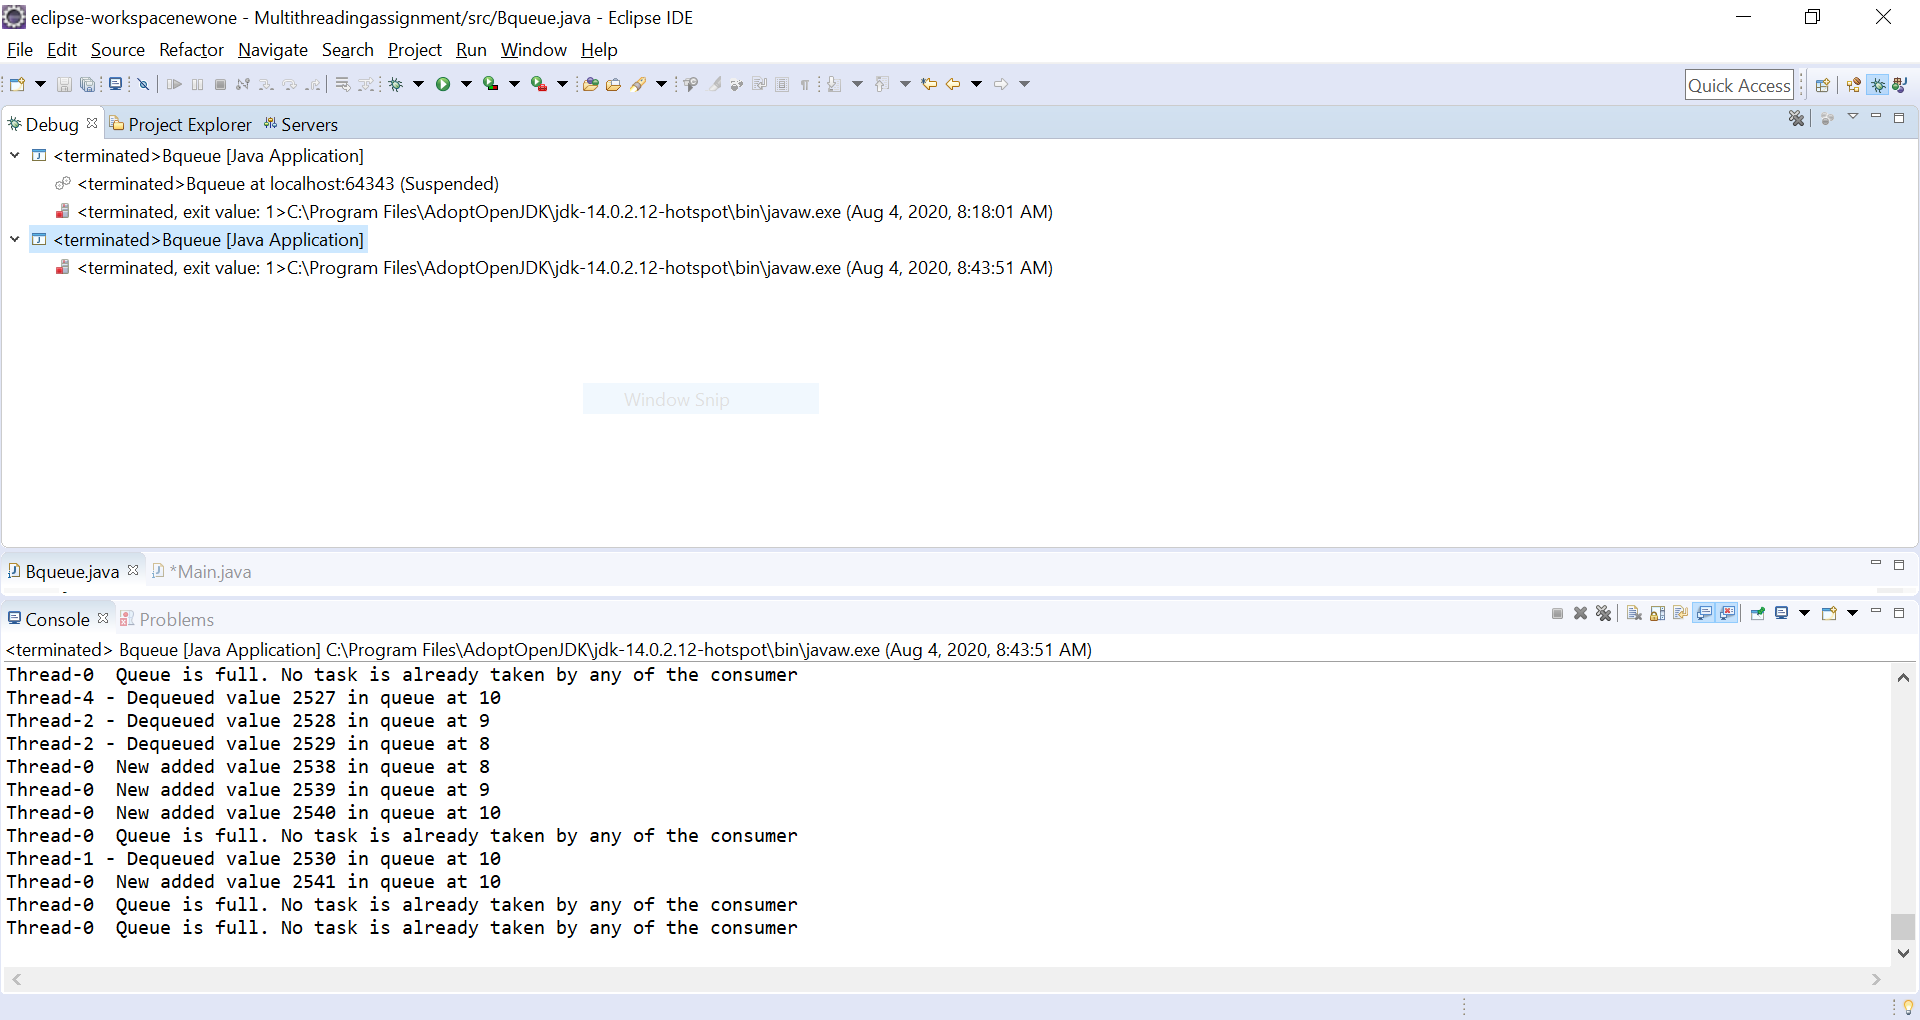 eclipse-workspacenewone - Multithreadingassignment/src/Bqueue.java - Eclipse IDE
File Edit Source Refactor Navigate Search Project Run Window Help
Quick Access
Debug Project Explorer Servers
<terminated>Bqueue [Java Application]
<terminated>Bqueue at localhost:64343 (Suspended)
<terminated, exit value: 1>C:\Program Files\AdoptOpenJDK\jdk-14.0.2.12-hotspot\bin\javaw.exe (Aug 4, 2020, 8:18:01 AM)
<terminated>Bqueue [Java Application]
<terminated, exit value: 1>C:\Program Files\AdoptOpenJDK\jdk-14.0.2.12-hotspot\bin\javaw.exe (Aug 4, 2020, 8:43:51 AM)
Window Snip
Bqueue.java *Main.java
Console Problems
<terminated> Bqueue [Java Application] C:\Program Files\AdoptOpenJDK\jdk-14.0.2.12-hotspot\bin\javaw.exe (Aug 4, 2020, 8:43:51 AM)
Thread-0  Queue is full. No task is already taken by any of the consumer
Thread-4 - Dequeued value 2527 in queue at 10
Thread-2 - Dequeued value 2528 in queue at 9
Thread-2 - Dequeued value 2529 in queue at 8
Thread-0  New added value 2538 in queue at 8
Thread-0  New added value 2539 in queue at 9
Thread-0  New added value 2540 in queue at 10
Thread-0  Queue is full. No task is already taken by any of the consumer
Thread-1 - Dequeued value 2530 in queue at 10
Thread-0  New added value 2541 in queue at 10
Thread-0  Queue is full. No task is already taken by any of the consumer
Thread-0  Queue is full. No task is already taken by any of the consumer